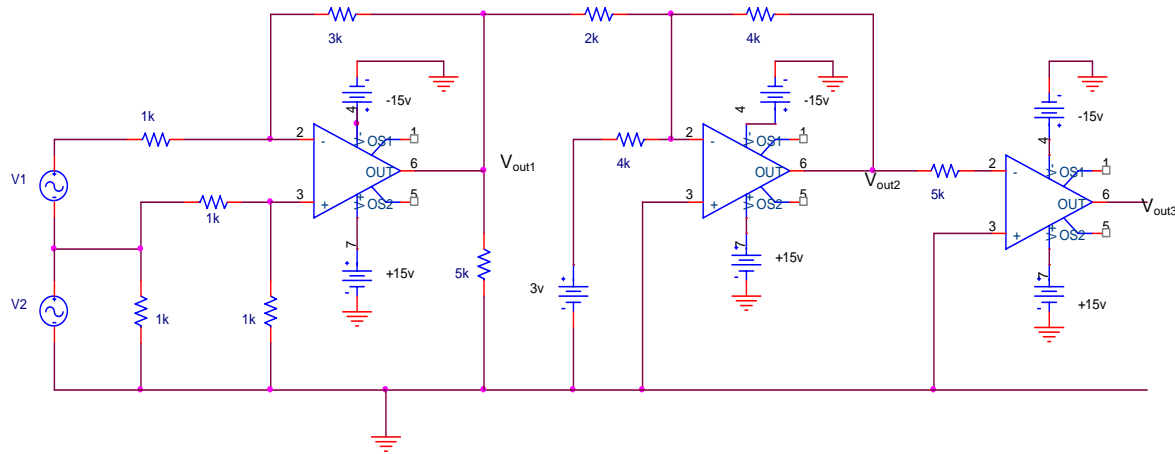 3k
2k
4k
-15v
-15v
-15v
4
4
4
1k
2
-
V-
OS1
1
4k
2
-
V-
OS1
1
OUT
6
Vout1
OUT
6
Vout2
5k
2
-
V-
OS1
1
OUT
6
Vout3
V1
1k
3
+
V+
OS2
5
3
+
V+
OS2
5
3
+
V+
OS2
5
7
+15v
7
+15v
7
+15v
V2
1k
1k
5k
3v